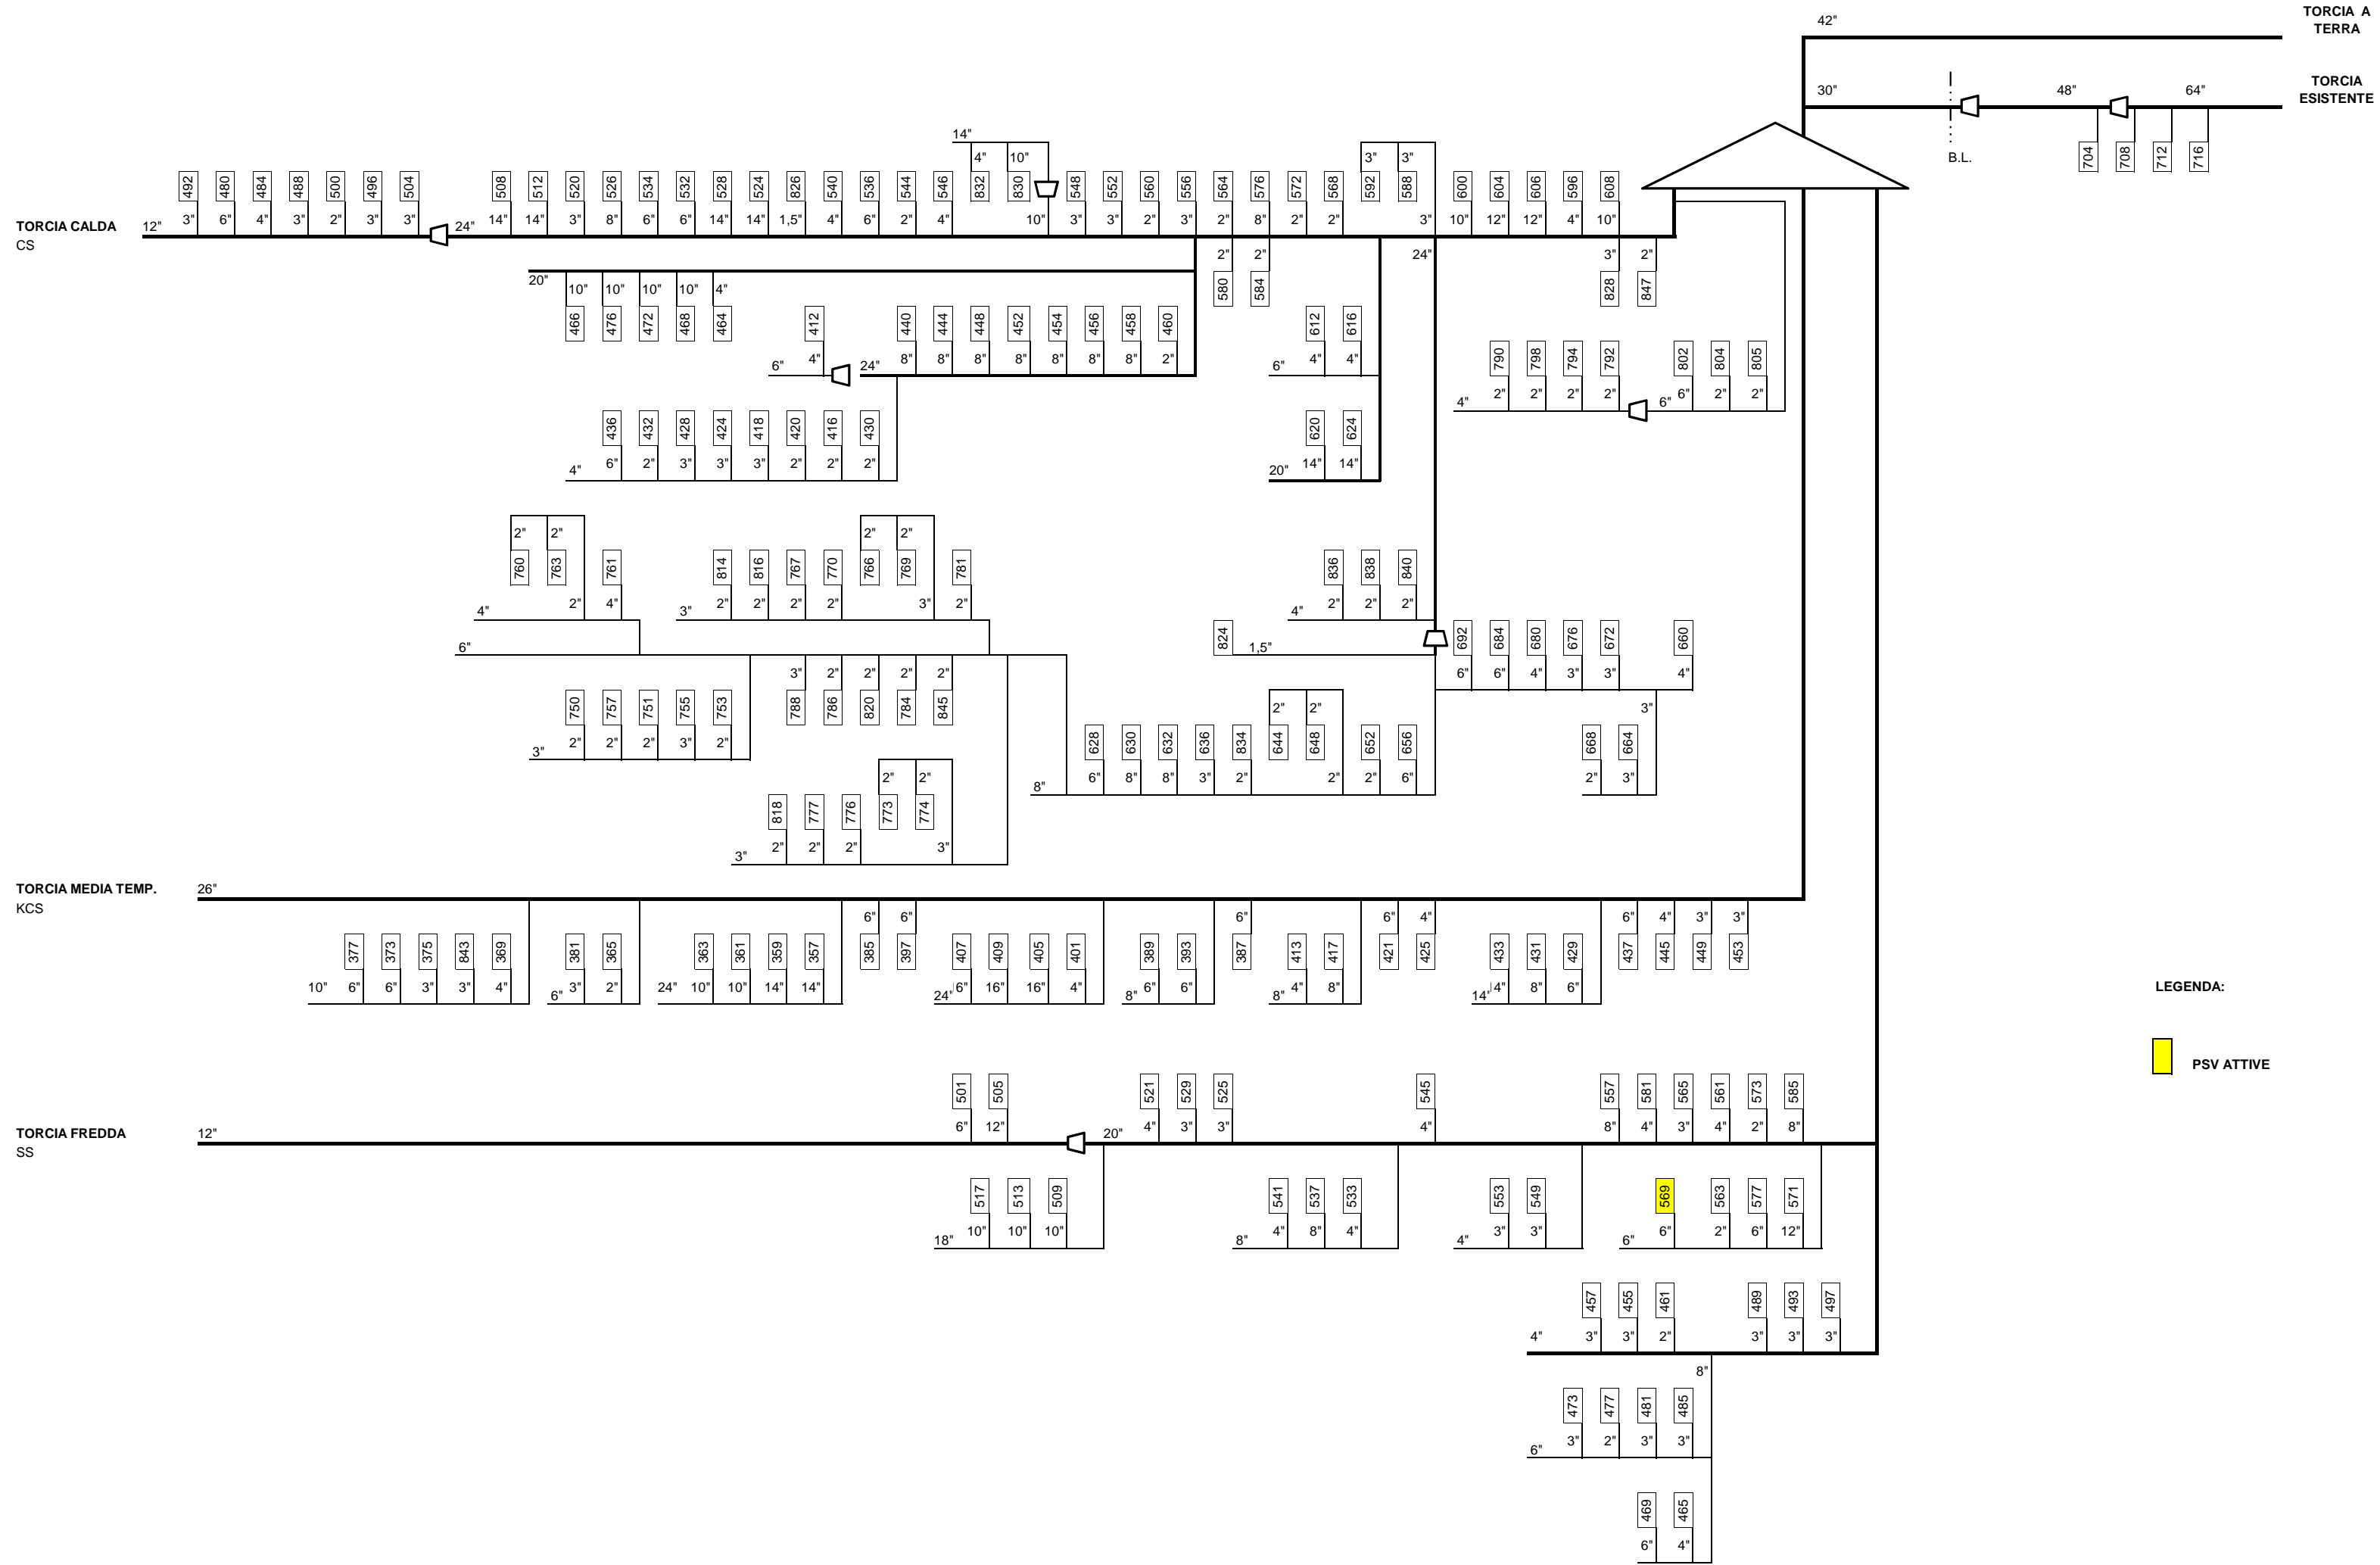 42"
TORCIA A
TERRA
30"
48"
64"
TORCIA
ESISTENTE
B.L.
704 708 712 716
14"
4" 10"
832 830
3" 3"
592 588
492 480 484 488 500 496 504
508 512 520 526 534 532 528 524 826 540 536 544 546
548 552 560 556 564 576 572 568
600 604 606 596 608
TORCIA CALDA
CS
12" 3" 6" 4" 3" 2" 3" 3"
24" 14" 14" 3" 8" 6" 6" 14" 14" 1,5" 4" 6" 2" 4" 10" 3" 3" 2" 3" 2" 8" 2" 2" 3" 10" 12" 12" 4" 10"
2" 2" 24" 3" 2"
580 584 828 847
20" 10" 10" 10" 10" 4"
466 476 472 468 464
412 440 444 448 452 454 456 458 460
6" 4" 24" 8" 8" 8" 8" 8" 8" 8" 2"
612 616
6" 4" 4"
790 798 794 792 802 804 805
4" 2" 2" 2" 2" 6" 6" 2" 2"
436 432 428 424 418 420 416 430
4" 6" 2" 3" 3" 3" 2" 2" 2"
620 624
20" 14" 14"
2" 2"
760 763 761
4" 2" 4"
2" 2"
814 816 767 770 766 769 781
3" 2" 2" 2" 2" 3" 2"
836 838 840
4" 2" 2" 2"
6"
824 1,5"
692 684 680 676 672 660
6" 6" 4" 3" 3" 4"
3" 2" 2" 2" 2"
788 786 820 784 845
750 757 751 755 753
3" 2" 2" 2" 3" 2"
2" 2"
628 630 632 636 834 644 648 652 656
8" 6" 8" 8" 3" 2" 2" 2" 6"
3"
668 664
2" 3"
2" 2"
818 777 776 773 774
3" 2" 2" 2" 3"
TORCIA MEDIA TEMP.
KCS
26"
6" 6" 6" 6" 4" 6" 4" 3" 3"
385 397 387 421 425 437 445 449 453
377 373 375 843 369
10" 6" 6" 3" 3" 4"
381 365
6" 3" 2"
363 361 359 357
24" 10" 10" 14" 14"
407 409 405 401
24" 6" 16" 16" 4"
389 393
8" 6" 6"
413 417
8" 4" 8"
433 431 429
14" 4" 8" 6"
LEGENDA:
PSV ATTIVE
501 505 521 529 525 545 557 581 565 561 573 585
TORCIA FREDDA
SS
12" 6" 12" 20" 4" 3" 3" 4" 8" 4" 3" 4" 2" 8"
517 513 509
18" 10" 10" 10"
541 537 533
8" 4" 8" 4"
553 549
4" 3" 3"
569 563 577 571
6" 6" 2" 6" 12"
457 455 461 489 493 497
4" 3" 3" 2" 3" 3" 3"
8"
473 477 481 485
6" 3" 2" 3" 3"
469 465
6" 4"